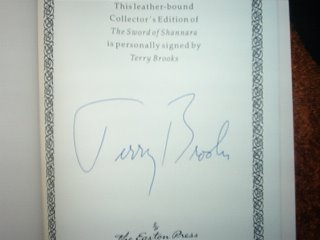 This leather-bound
Collector's Edition of
The Sword of Shannara
is personally signed by
Terry Brooks
Terry Brooks
The Easton Press